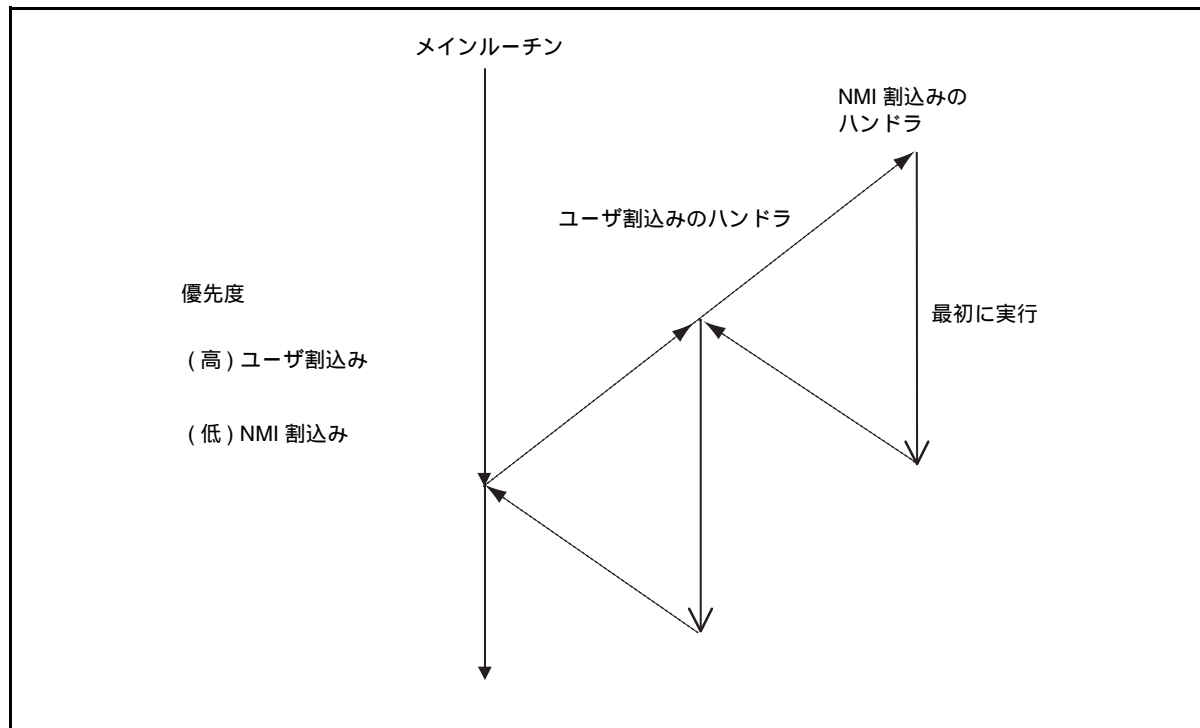 メインルーチン
NMI 割込みの
ハンドラ
ユーザ割込みのハンドラ
優先度
最初に実行
( 高 ) ユーザ割込み
( 低 ) NMI 割込み